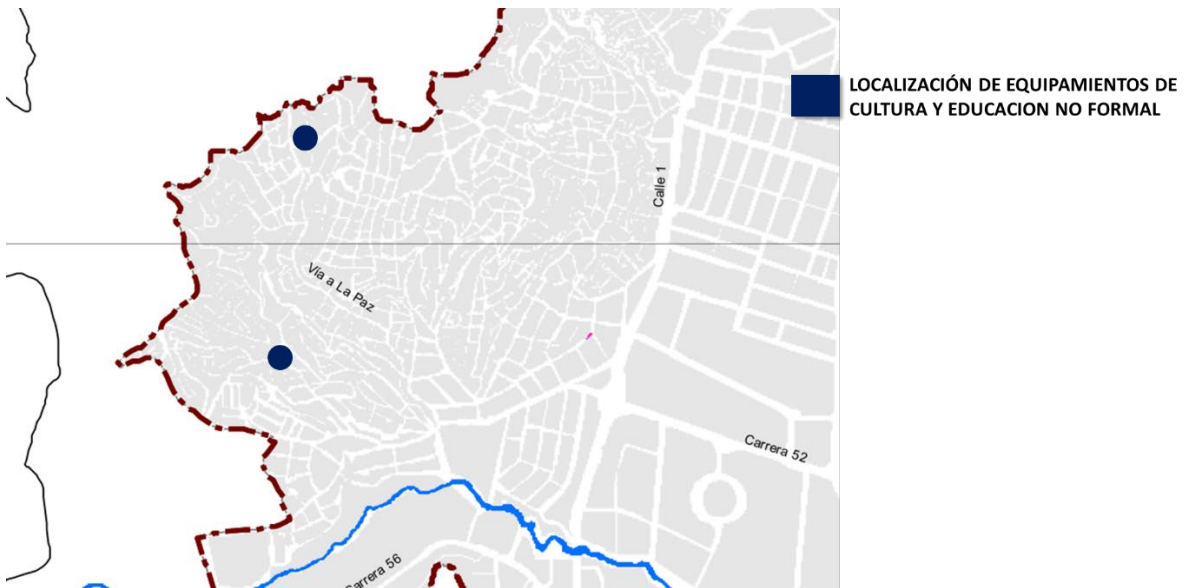 LOCALIZACIÓN DE EQUIPAMIENTOS DE
CULTURA Y EDUCACION NO FORMAL
Calle 1
Via a La Paz
Carrera 52
Carrera 56